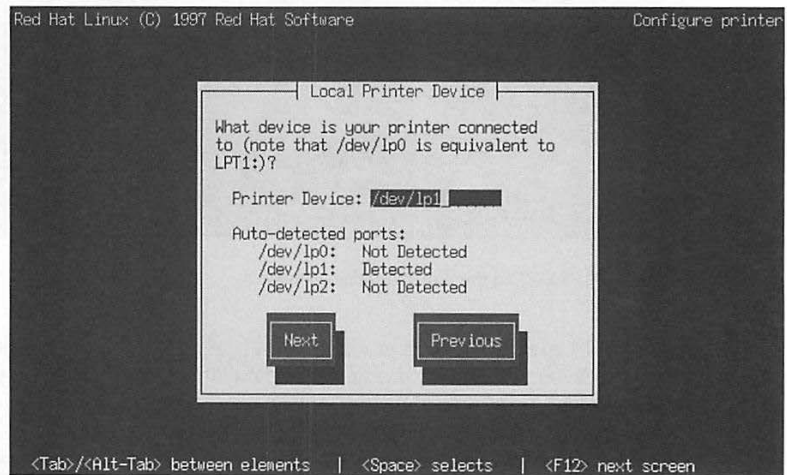 Red Hat Linux (C) 1997 Red Hat Software Configure printer
Local Printer Device
What device is your printer connected
to (note that /dev/lp0 is equivalent to
LPT1:)?
Printer Device: /dev/lp1_
Auto-detected ports:
/dev/lp0: Not Detected
/dev/lp1: Detected
/dev/lp2: Not Detected
Next Previous
<Tab>/<Alt-Tab> between elements | <Space> selects | <F12> next screen